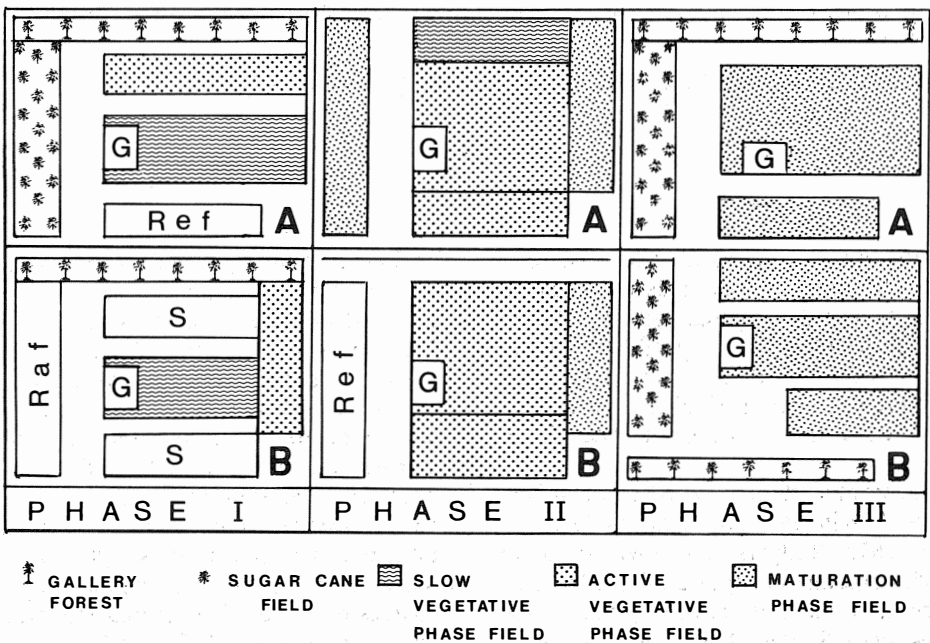 G
Ref
A
G
A
G
A
Raf
S
G
S
B
Ref
G
B
G
B
PHASE I
PHASE II
PHASE III
GALLERY
FOREST
SUGAR CANE
FIELD
SLOW
VEGETATIVE
PHASE FIELD
ACTIVE
VEGETATIVE
PHASE FIELD
MATURATION
PHASE FIELD